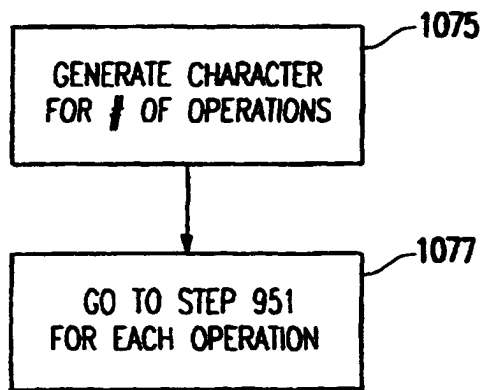 1075
GENERATE CHARACTER
FOR # OF OPERATIONS
1077
GO TO STEP 951
FOR EACH OPERATION